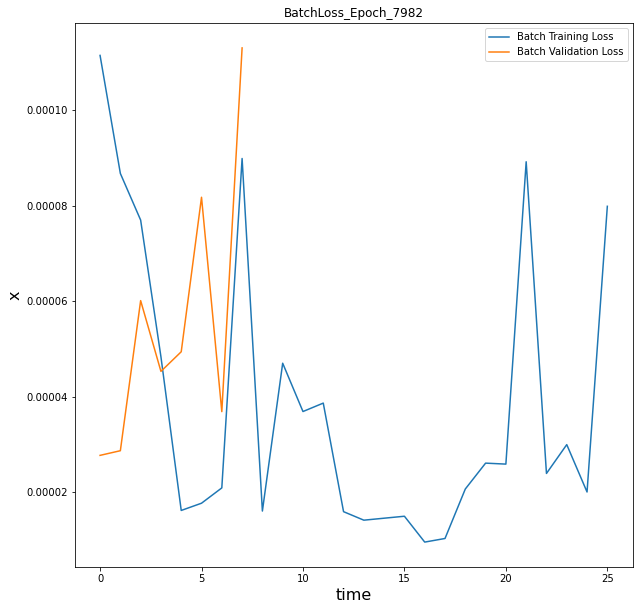 BatchLoss_Epoch_7982
Batch Training Loss
Batch Validation Loss
0.00010
0.00008
0.00006
0.00004
0.00002
x
0 5 10 15 20 25
time